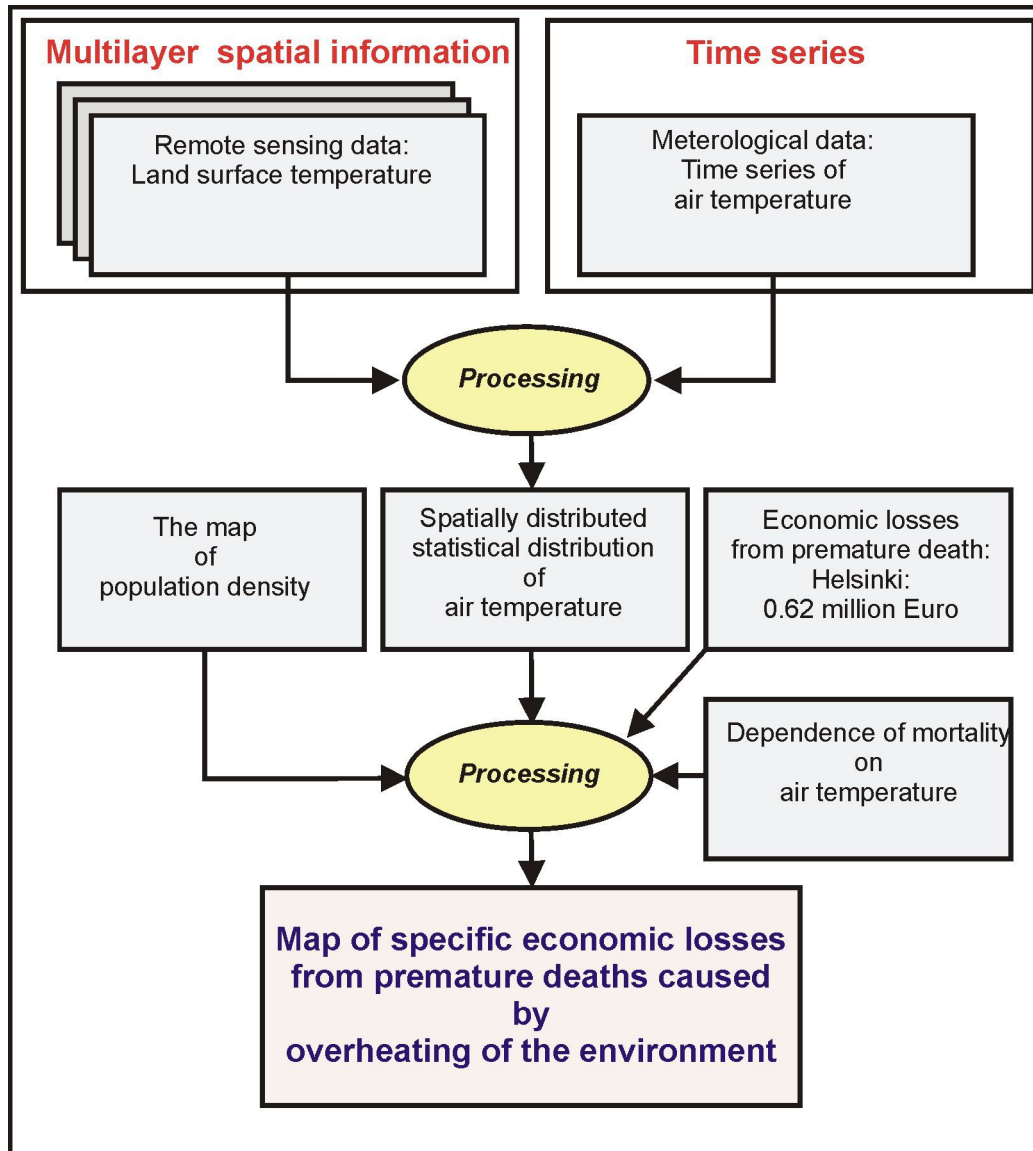 Multilayer spatial information
Remote sensing data:
Land surface temperature
Time series
Meterological data:
Time series of
air temperature
Processing
The map
of
population density
Spatially distributed
statistical distribution
of
air temperature
Economic losses
from premature death:
Helsinki:
0.62 million Euro
Processing
Dependence of mortality
on
air temperature
Map of specific economic losses
from premature deaths caused
by
overheating of the environment